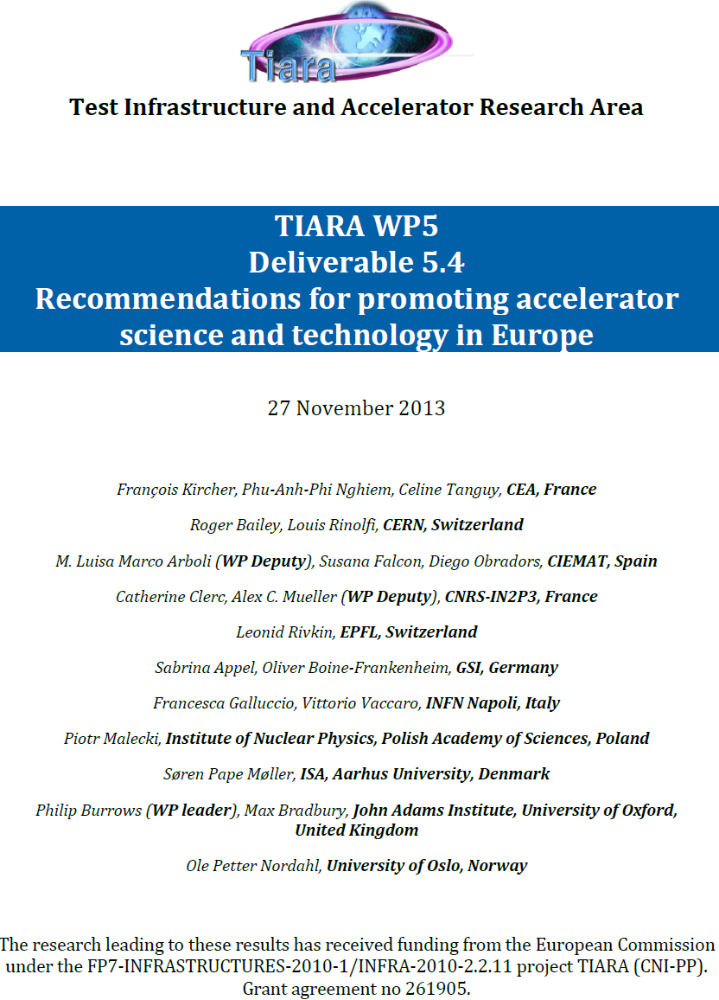 Tiara
Test Infrastructure and Accelerator Research Area
TIARA WP5
Deliverable 5.4
Recommendations for promoting accelerator
science and technology in Europe
27 November 2013
François Kircher, Phu-Anh-Phi Nghiem, Celine Tanguy, CEA, France
Roger Bailey, Louis Rinolfi, CERN, Switzerland
M. Luisa Marco Arboli (WP Deputy), Susana Falcon, Diego Obradors, CIEMAT, Spain
Catherine Clerc, Alex C. Mueller (WP Deputy), CNRS-IN2P3, France
Leonid Rivkin, EPFL, Switzerland
Sabrina Appel, Oliver Boine-Frankenheim, GSI, Germany
Francesca Galluccio, Vittorio Vaccaro, INFN Napoli, Italy
Piotr Malecki, Institute of Nuclear Physics, Polish Academy of Sciences, Poland
Søren Pape Møller, ISA, Aarhus University, Denmark
Philip Burrows (WP leader), Max Bradbury, John Adams Institute, University of Oxford,
United Kingdom
Ole Petter Nordahl, University of Oslo, Norway
The research leading to these results has received funding from the European Commission
under the FP7-INFRASTRUCTURES-2010-1/INFRA-2010-2.2.11 project TIARA (CNI-PP).
Grant agreement no 261905.